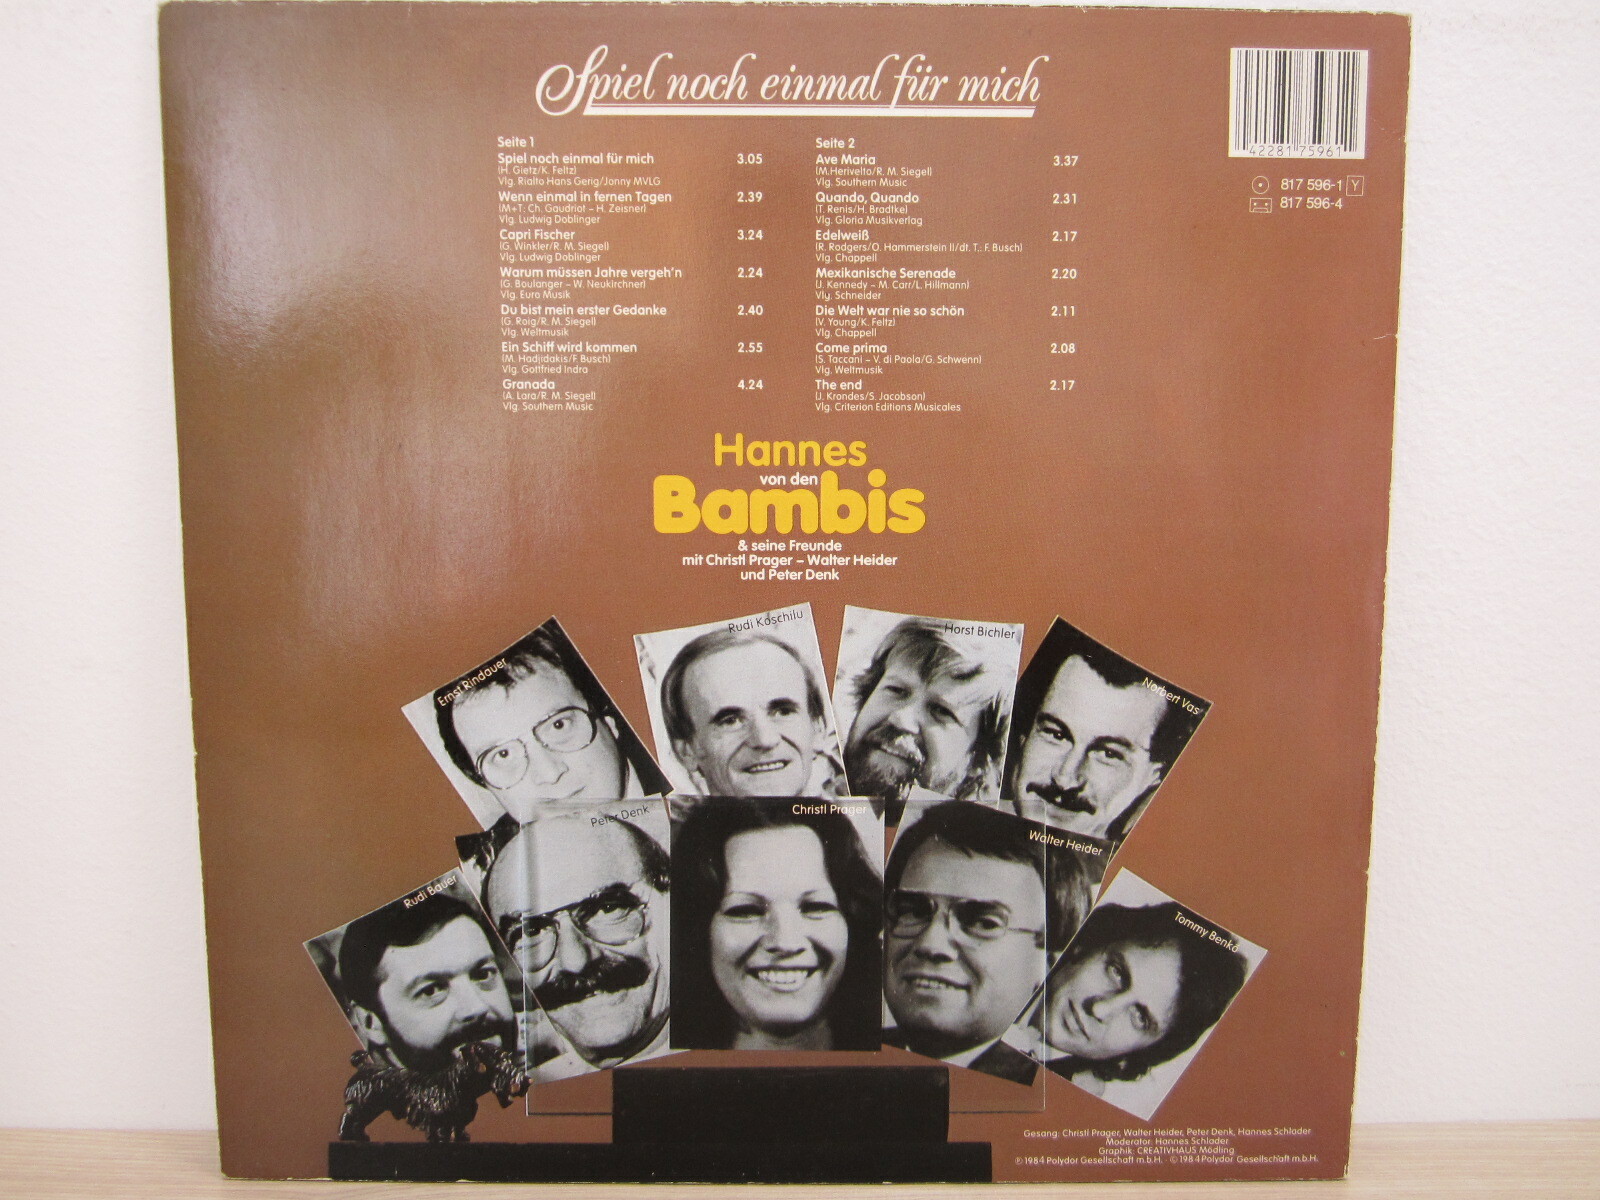 Spiel noch einmal für mich
42281 75961
817 596-1 Y
817 596-4
Seite 1
Spiel noch einmal für mich 3.05
(H. Gietz/K. Feltz)
Vlg. Rialto Hans Gerig/Jonny MVLG
Wenn einmal in fernen Tagen 2.39
(M+T: Ch. Gaudriot – H. Zeisner)
Vlg. Ludwig Doblinger
Capri Fischer 3.24
(G. Winkler/R. M. Siegel)
Vlg. Ludwig Doblinger
Warum müssen Jahre vergeh'n 2.24
(G. Boulanger – W. Neukirchner)
Vlg. Euro Musik
Du bist mein erster Gedanke 2.40
(G. Roig/R. M. Siegel)
Vlg. Weltmusik
Ein Schiff wird kommen 2.55
(M. Hadjidakis/F. Busch)
Vlg. Gottfried Indra
Granada 4.24
(A. Lara/R. M. Siegel)
Vlg. Southern Music
Seite 2
Ave Maria 3.37
(M.Herivelto/R. M. Siegel)
Vlg. Southern Music
Quando, Quando 2.31
(T. Renis/H. Bradtke)
Vlg. Gloria Musikverlag
Edelweiß 2.17
(R. Rodgers/O. Hammerstein II/dt. T.: F. Busch)
Vlg. Chappell
Mexikanische Serenade 2.20
(J. Kennedy – M. Carr/L. Hillmann)
Vlg. Schneider
Die Welt war nie so schön 2.11
(V. Young/K. Feltz)
Vlg. Chappell
Come prima 2.08
(S. Taccani – V. di Paola/G. Schwenn)
Vlg. Weltmusik
The end 2.17
(J. Krondes/S. Jacobson)
Vlg. Criterion Editions Musicales
Hannes
von den
Bambis
& seine Freunde
mit Christl Prager – Walter Heider
und Peter Denk
Ernst Rindauer
Rudi Koschilu
Horst Bichler
Norbert Vas
Peter Denk
Christl Prager
Walter Heider
Rudi Bauer
Tommy Benkö
Gesang: Christl Prager, Walter Heider, Peter Denk, Hannes Schlader
Moderator: Hannes Schlader
Graphik: CREATIVHAUS Mödling
℗1984 Polydor Gesellschaft m.b.H. · ©1984 Polydor Gesellschaft m.b.H.